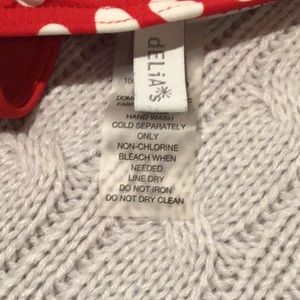 dELiA*s
HAND WASH
COLD SEPARATELY
ONLY
NON-CHLORINE
BLEACH WHEN
NEEDED
LINE DRY
DO NOT IRON
DO NOT DRY CLEAN